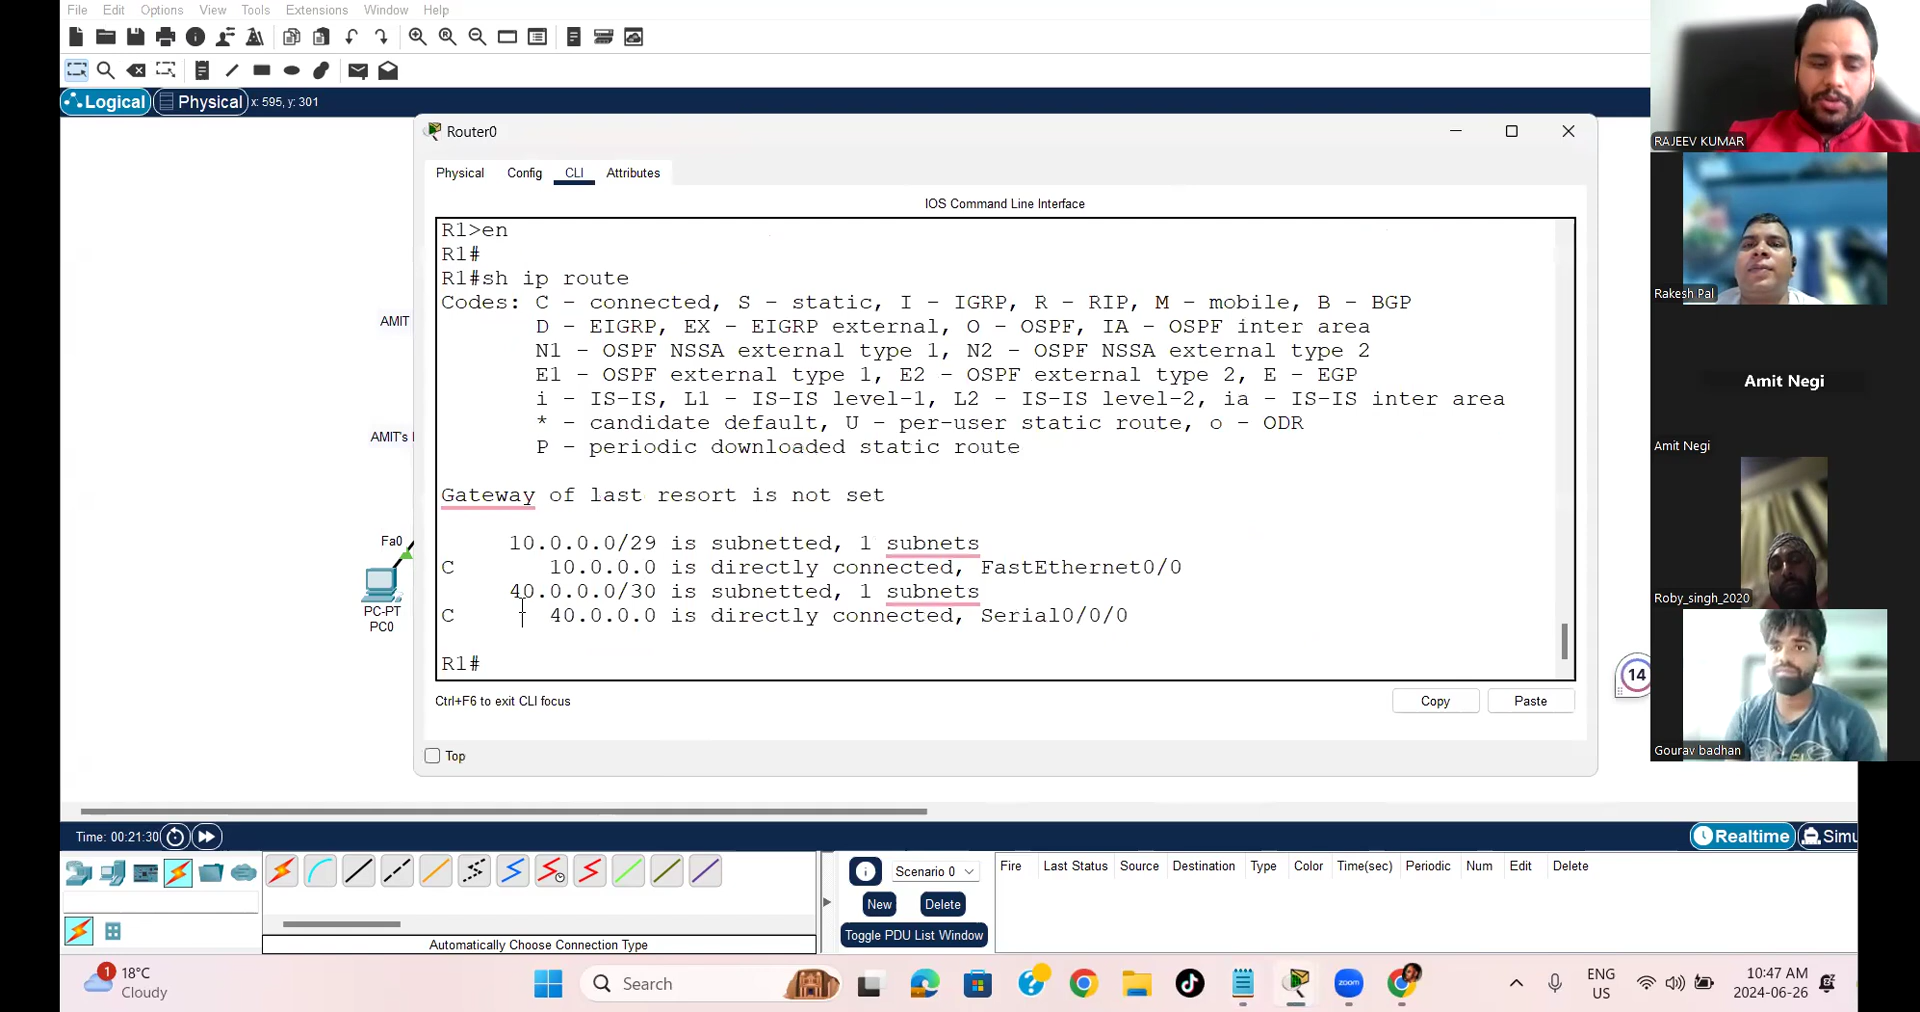 File Edit Options View Tools Extensions Window Help
Logical Physical x: 595, y: 301
Router0
Physical Config CLI Attributes
IOS Command Line Interface
R1>en
R1#
R1#sh ip route
Codes: C - connected, S - static, I - IGRP, R - RIP, M - mobile, B - BGP
D - EIGRP, EX - EIGRP external, O - OSPF, IA - OSPF inter area
N1 - OSPF NSSA external type 1, N2 - OSPF NSSA external type 2
E1 - OSPF external type 1, E2 - OSPF external type 2, E - EGP
i - IS-IS, L1 - IS-IS level-1, L2 - IS-IS level-2, ia - IS-IS inter area
* - candidate default, U - per-user static route, o - ODR
P - periodic downloaded static route
Gateway of last resort is not set
10.0.0.0/29 is subnetted, 1 subnets
C 10.0.0.0 is directly connected, FastEthernet0/0
40.0.0.0/30 is subnetted, 1 subnets
C 40.0.0.0 is directly connected, Serial0/0/0
R1#
Ctrl+F6 to exit CLI focus
Copy Paste
Top
AMIT
AMIT's
Fa0
PC-PT
PC0
14
RAJEEV KUMAR
Rakesh Pal
Amit Negi
Amit Negi
Roby_singh_2020
Gourav badhan
Time: 00:21:30
Realtime Simu
Scenario 0
New Delete
Toggle PDU List Window
Fire Last Status Source Destination Type Color Time(sec) Periodic Num Edit Delete
Automatically Choose Connection Type
1
18°C
Cloudy
Search
zoom
ENG
US
10:47 AM
2024-06-26